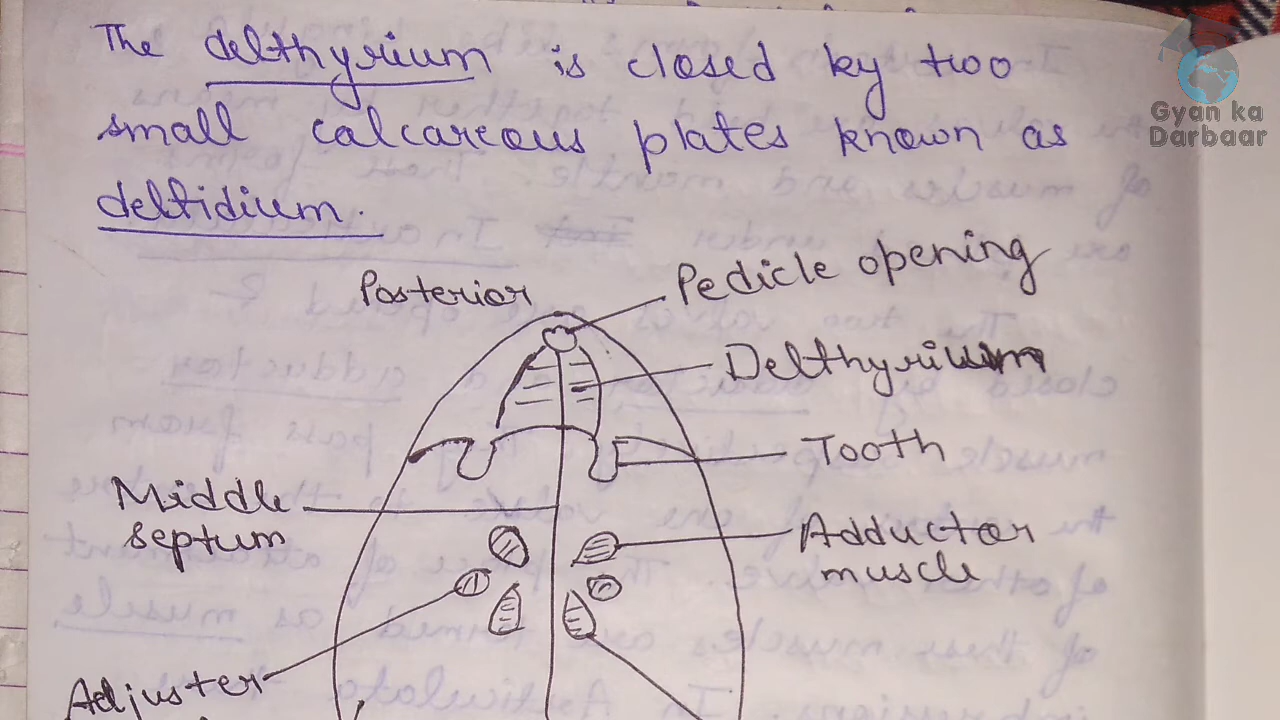 The delthyrium is closed by two
small calcareous plates known as
deltidium.
Posterior
Pedicle opening
Delthyrium
Tooth
Middle
septum
Adductor
muscle
Adjuster
Gyan ka
Darbaar